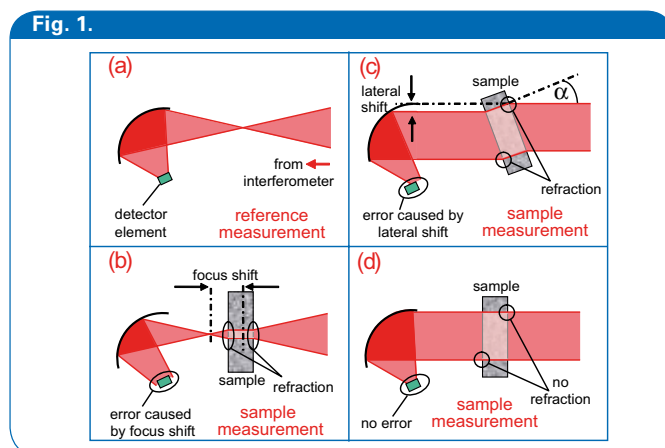 Fig. 1.
(a)
from
interferometer
detector
element
reference
measurement
(b)
focus shift
sample
refraction
error caused
by focus shift
sample
measurement
(c)
sample
lateral
shift
α
refraction
error caused by
lateral shift
sample
measurement
(d)
sample
no
refraction
no error
sample
measurement